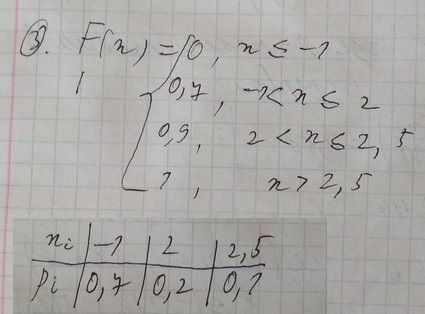 3. F(x) = { 0, x ≤ -1
0,7, -1 < x ≤ 2
0,9, 2 < x ≤ 2,5
1, x > 2,5
xi | -1 | 2 | 2,5
pi | 0,7 | 0,2 | 0,1